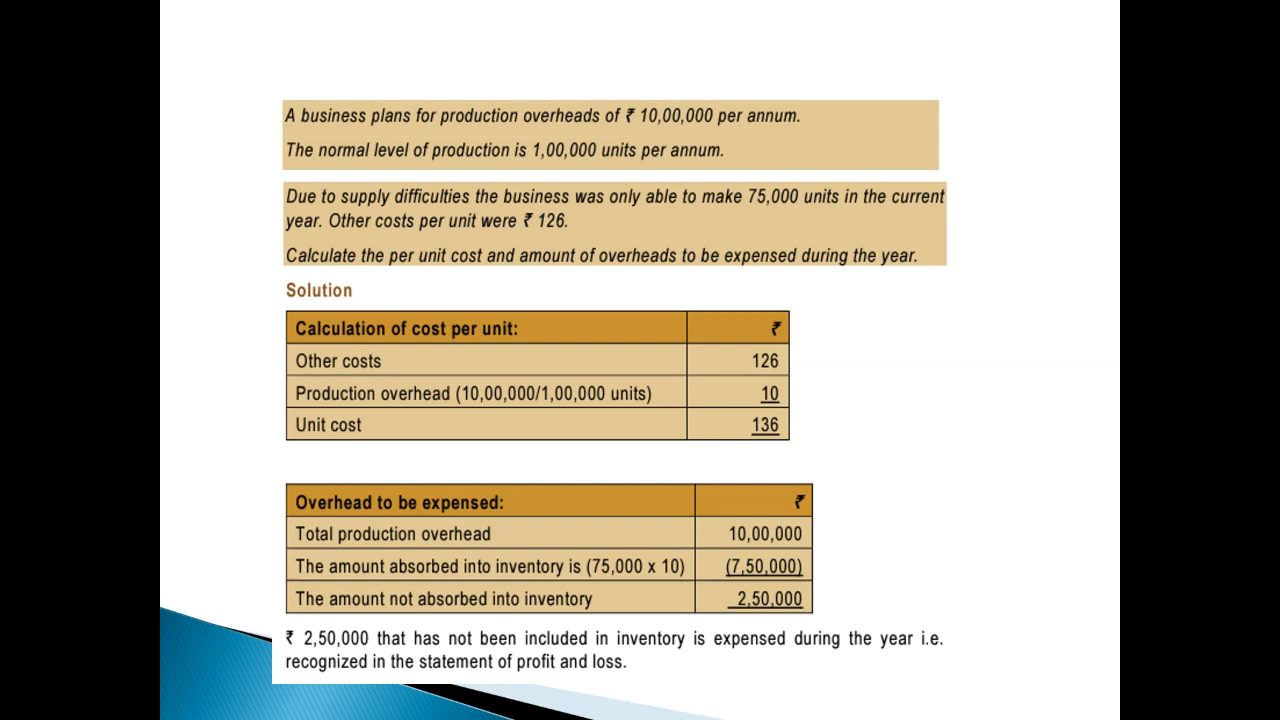 A business plans for production overheads of ₹ 10,00,000 per annum.
The normal level of production is 1,00,000 units per annum.
Due to supply difficulties the business was only able to make 75,000 units in the current
year. Other costs per unit were ₹ 126.
Calculate the per unit cost and amount of overheads to be expensed during the year.
Solution
Calculation of cost per unit: ₹
Other costs 126
Production overhead (10,00,000/1,00,000 units) 10
Unit cost 136
Overhead to be expensed: ₹
Total production overhead 10,00,000
The amount absorbed into inventory is (75,000 x 10) (7,50,000)
The amount not absorbed into inventory 2,50,000
₹ 2,50,000 that has not been included in inventory is expensed during the year i.e.
recognized in the statement of profit and loss.